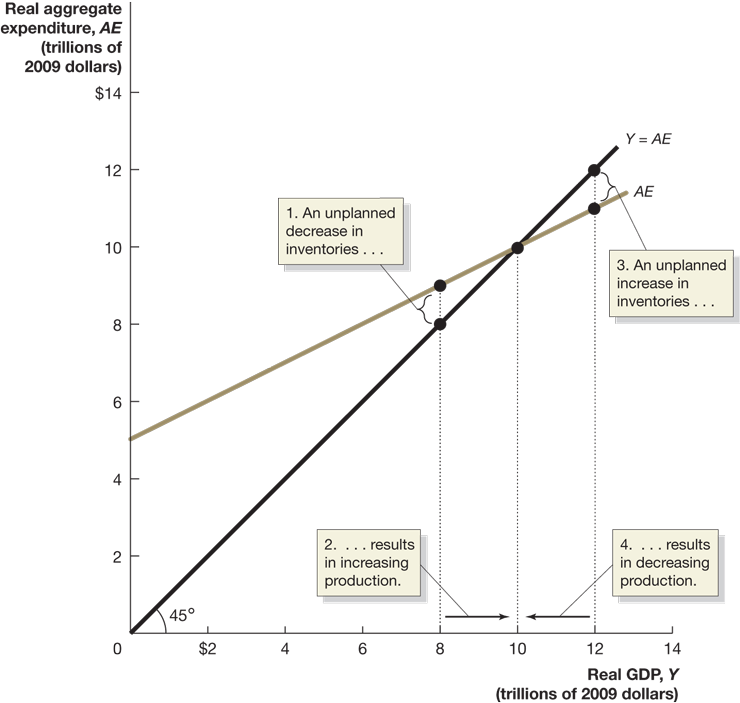 Real aggregate
expenditure, AE
(trillions of
2009 dollars)
$14
12
10
8
6
4
2
0
Y = AE
AE
1. An unplanned
decrease in
inventories . . .
3. An unplanned
increase in
inventories . . .
2. . . . results
in increasing
production.
4. . . . results
in decreasing
production.
45°
$2
4
6
8
10
12
14
Real GDP, Y
(trillions of 2009 dollars)